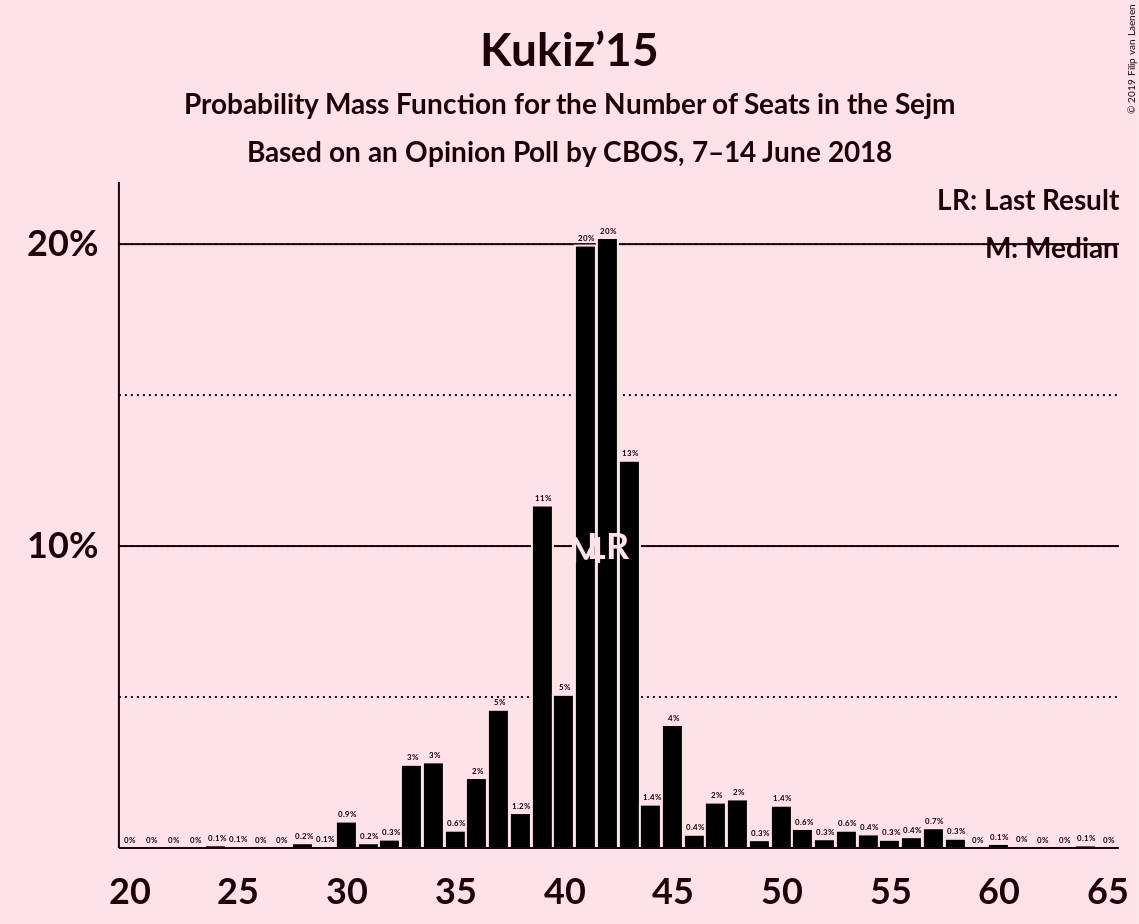 Kukiz’15
Probability Mass Function for the Number of Seats in the Sejm
Based on an Opinion Poll by CBOS, 7–14 June 2018
© 2019 Filip van Laenen
LR: Last Result
M: Median
20%
10%
0% 0% 0% 0% 0.1% 0.1% 0% 0% 0.2% 0.1% 0.9% 0.2% 0.3% 3% 3% 0.6% 2% 5% 1.2% 11% 5% 20% 20% 13% 1.4% 4% 0.4% 2% 2% 0.3% 1.4% 0.6% 0.3% 0.6% 0.4% 0.3% 0.4% 0.7% 0.3% 0% 0.1% 0% 0% 0% 0.1% 0%
M LR
20 25 30 35 40 45 50 55 60 65